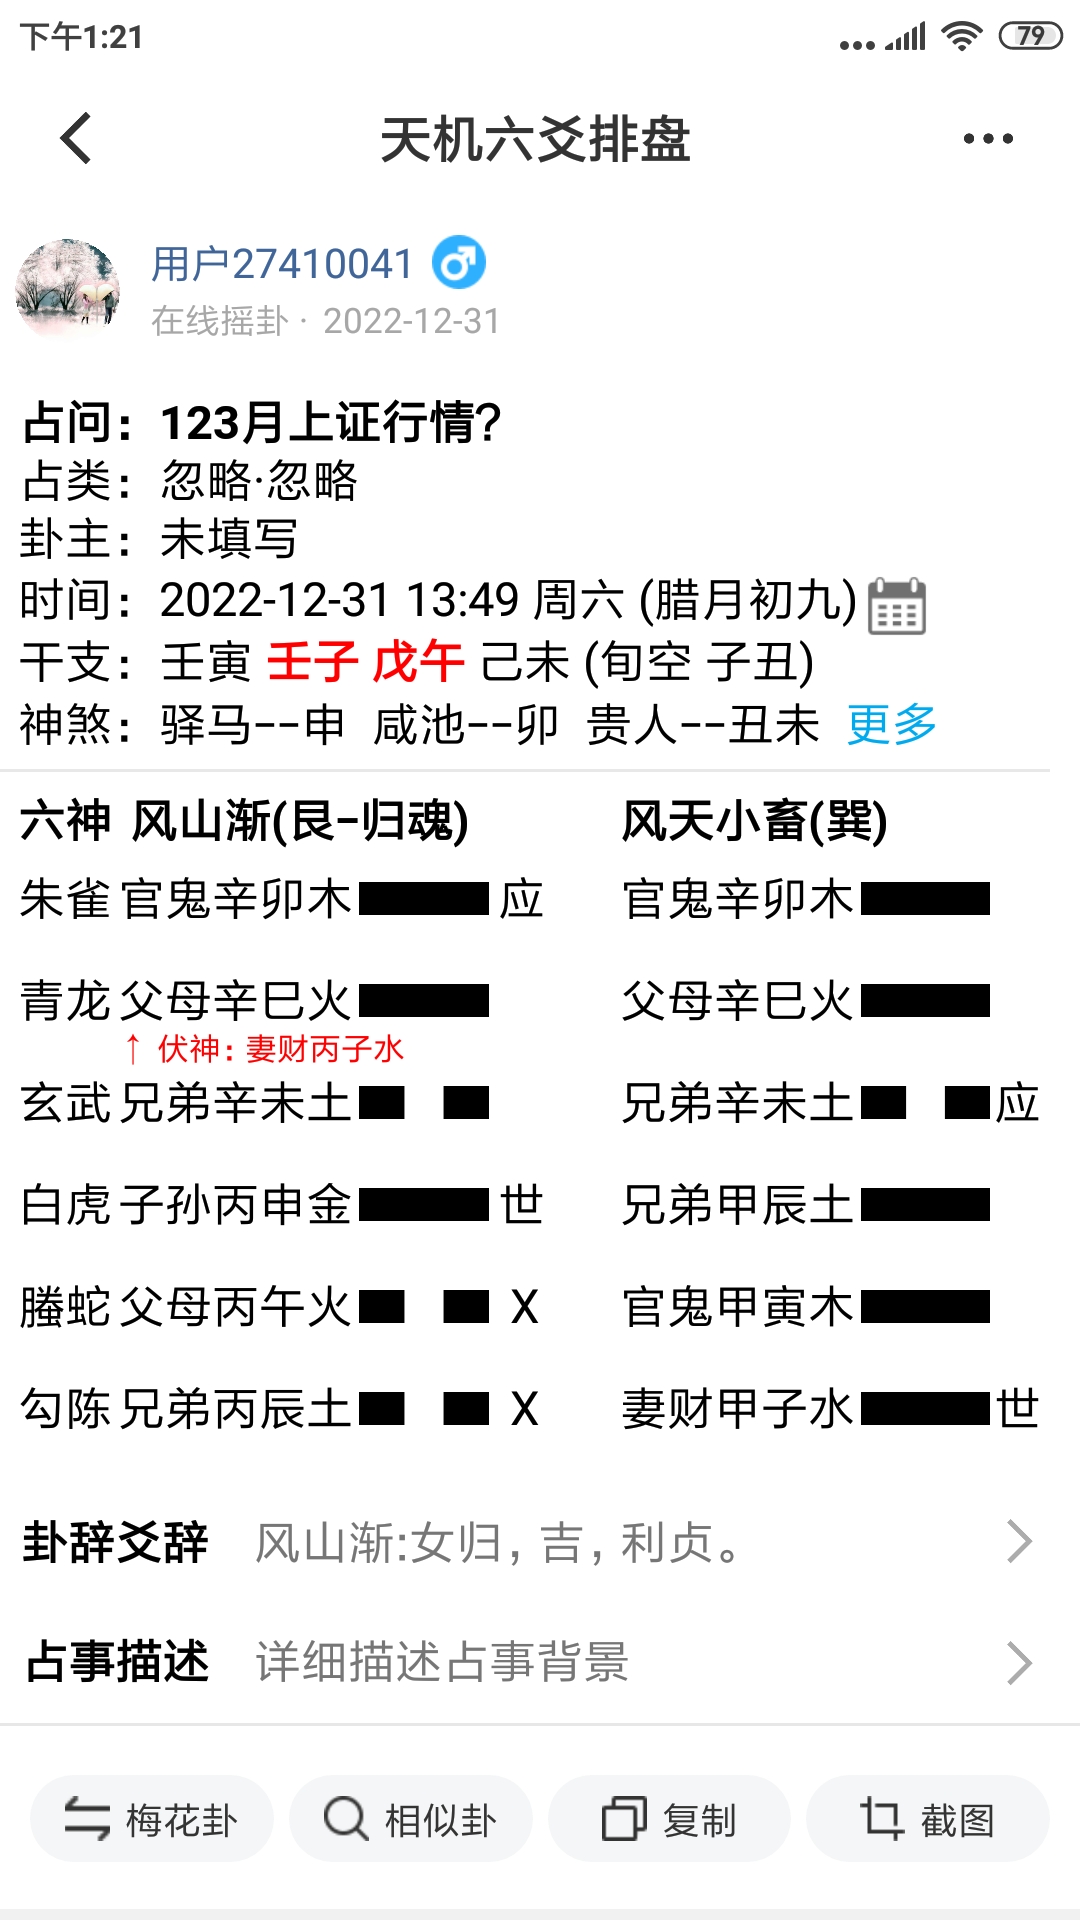 下午1:21
79
天机六爻排盘
用户27410041
在线摇卦 · 2022-12-31
占问：123月上证行情？
占类：忽略·忽略
卦主：未填写
时间：2022-12-31 13:49 周六 (腊月初九)
干支：壬寅 壬子 戊午 己未 (旬空 子丑)
神煞：驿马--申 咸池--卯 贵人--丑未 更多
六神 风山渐(艮-归魂) 风天小畜(巽)
朱雀 官鬼辛卯木 应 官鬼辛卯木
青龙 父母辛巳火 父母辛巳火
↑ 伏神：妻财丙子水
玄武 兄弟辛未土 兄弟辛未土 应
白虎 子孙丙申金 世 兄弟甲辰土
螣蛇 父母丙午火 X 官鬼甲寅木
勾陈 兄弟丙辰土 X 妻财甲子水 世
卦辞爻辞 风山渐:女归，吉，利贞。
占事描述 详细描述占事背景
梅花卦 相似卦 复制 截图